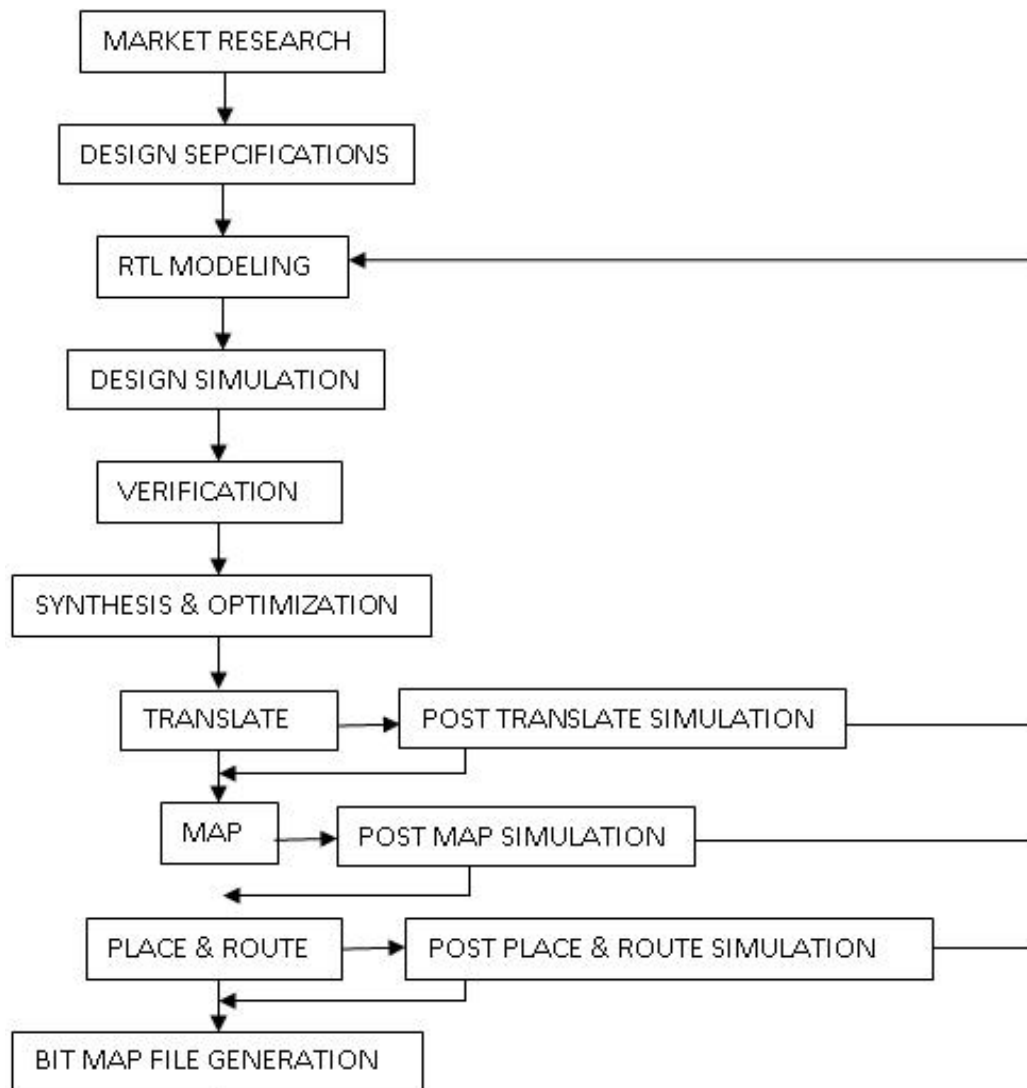 MARKET RESEARCH
DESIGN SEPCIFICATIONS
RTL MODELING
DESIGN SIMULATION
VERIFICATION
SYNTHESIS & OPTIMIZATION
TRANSLATE
POST TRANSLATE SIMULATION
MAP
POST MAP SIMULATION
PLACE & ROUTE
POST PLACE & ROUTE SIMULATION
BIT MAP FILE GENERATION